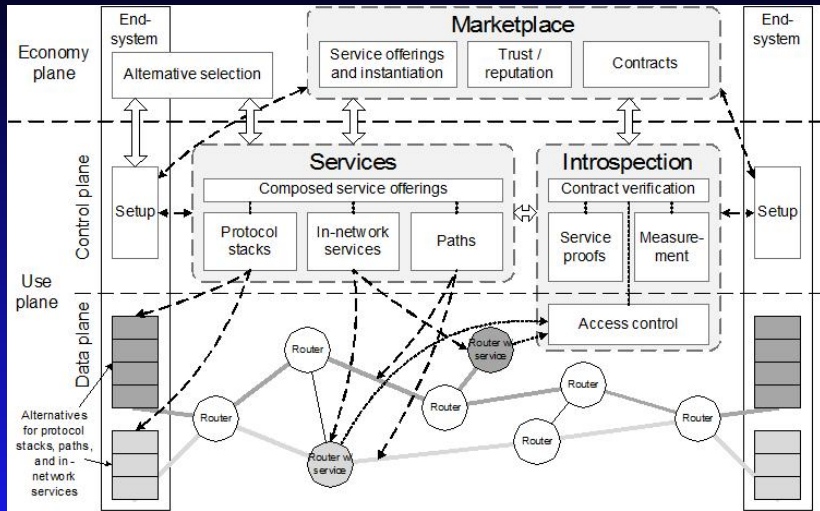 End-
system
Marketplace
End-
system
Economy
plane
Alternative selection
Service offerings
and instantiation
Trust /
reputation
Contracts
Control plane
Services
Introspection
Composed service offerings
Contract verification
Setup
Protocol
stacks
In-network
services
Paths
Service
proofs
Measure-
ment
Setup
Use
plane
Data plane
Access control
Router
Router w.
service
Router
Router
Router
Router
Router
Router w.
service
Router
Alternatives
for protocol
stacks, paths,
and in-
network
services